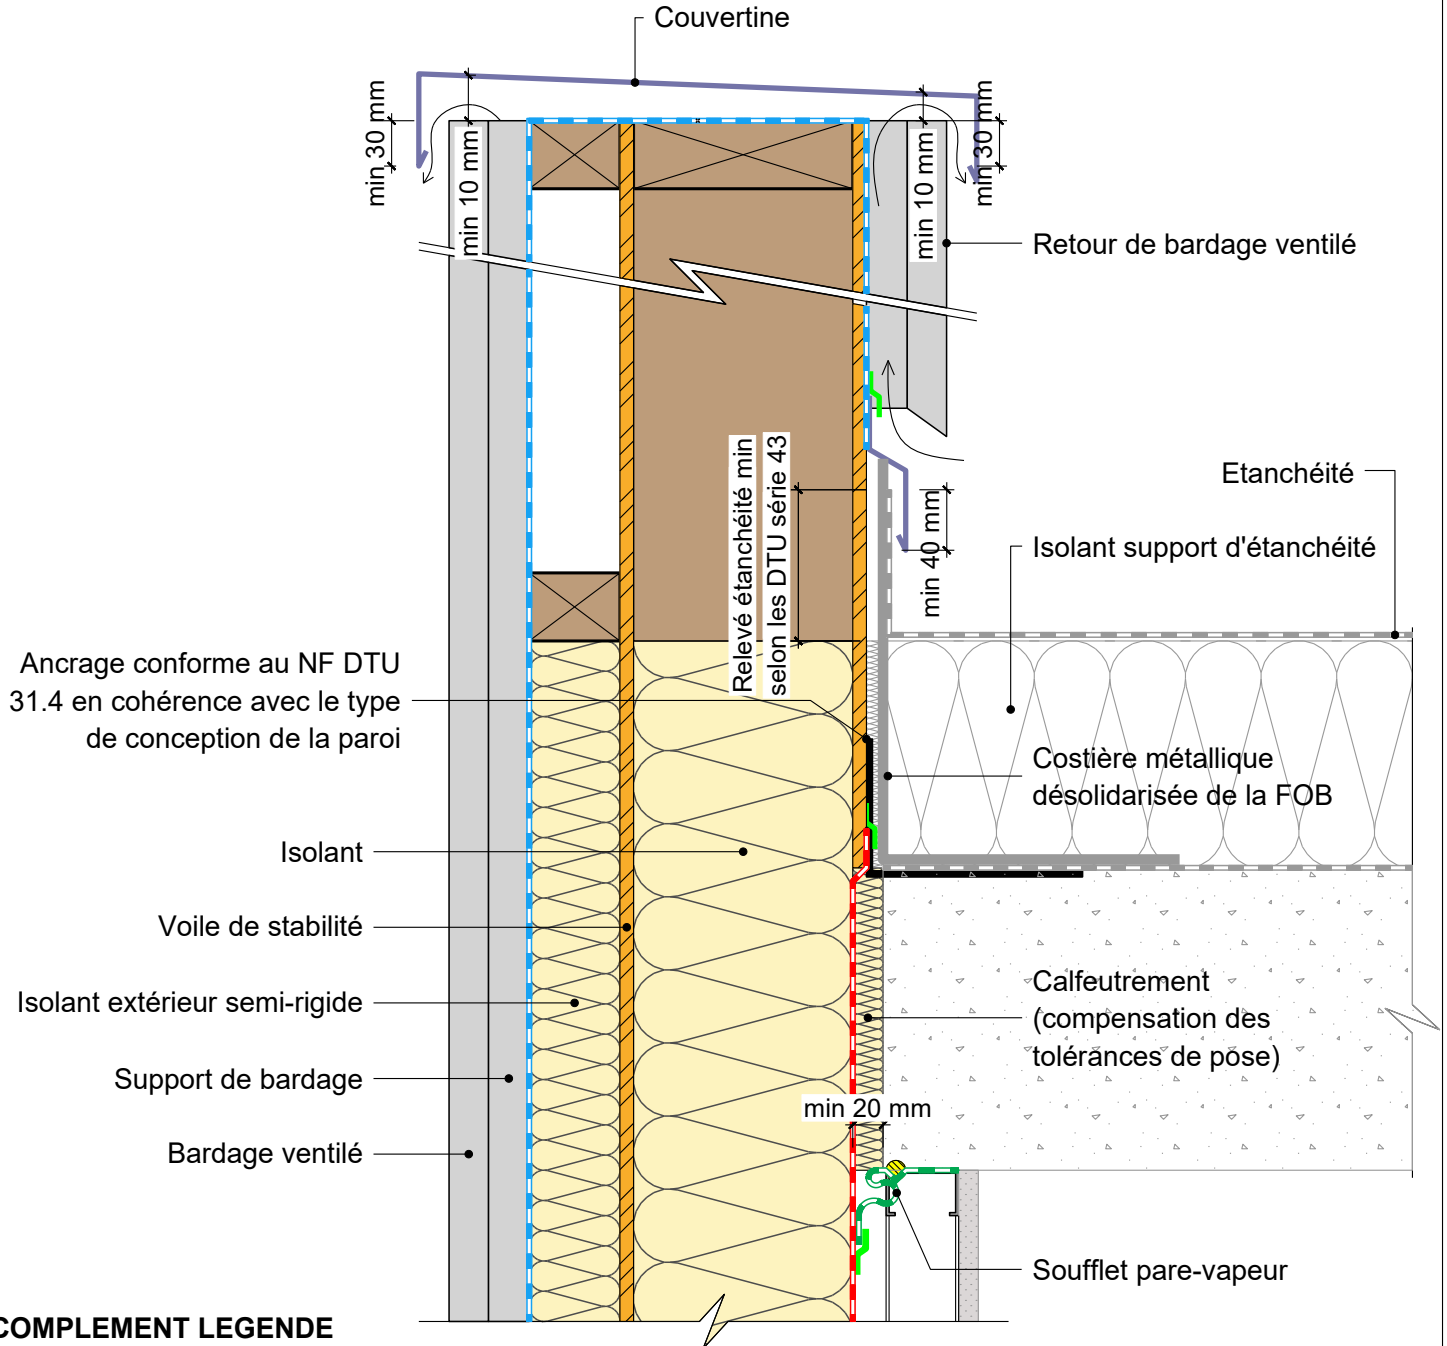 Couvertine
min 30 mm
min 10 mm
min 10 mm
min 30 mm
Retour de bardage ventilé
Relevé étanchéité min
selon les DTU série 43
min 40 mm
Etanchéité
Isolant support d'étanchéité
Ancrage conforme au NF DTU
31.4 en cohérence avec le type
de conception de la paroi
Costière métallique
désolidarisée de la FOB
Isolant
Voile de stabilité
Isolant extérieur semi-rigide
Calfeutrement
(compensation des
tolérances de pose)
Support de bardage
min 20 mm
Bardage ventilé
Soufflet pare-vapeur
COMPLEMENT LEGENDE